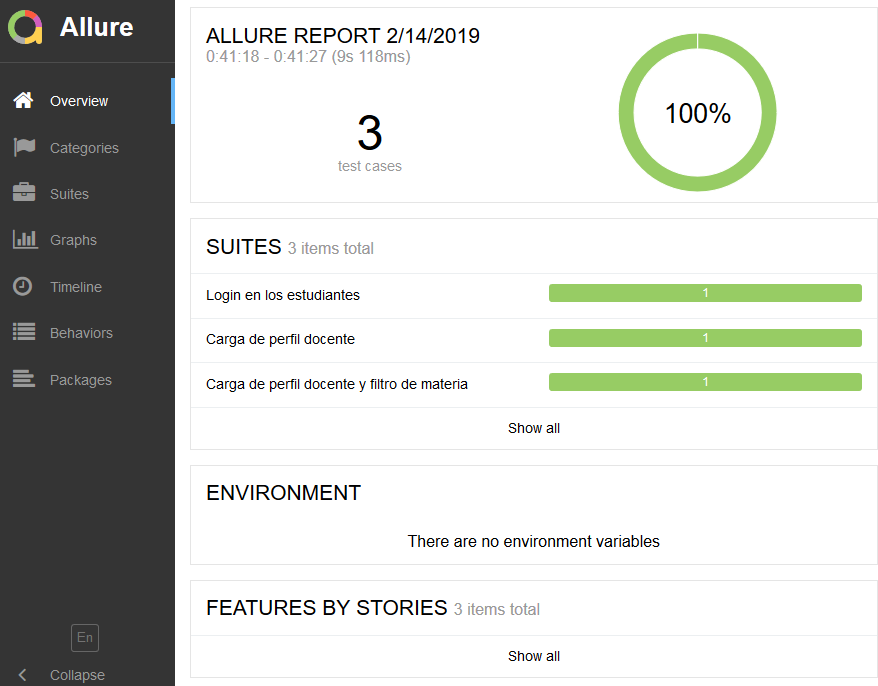 Allure
Overview
Categories
Suites
Graphs
Timeline
Behaviors
Packages
En
Collapse
ALLURE REPORT 2/14/2019
0:41:18 - 0:41:27 (9s 118ms)
3
test cases
100%
SUITES 3 items total
Login en los estudiantes 1
Carga de perfil docente 1
Carga de perfil docente y filtro de materia 1
Show all
ENVIRONMENT
There are no environment variables
FEATURES BY STORIES 3 items total
Show all